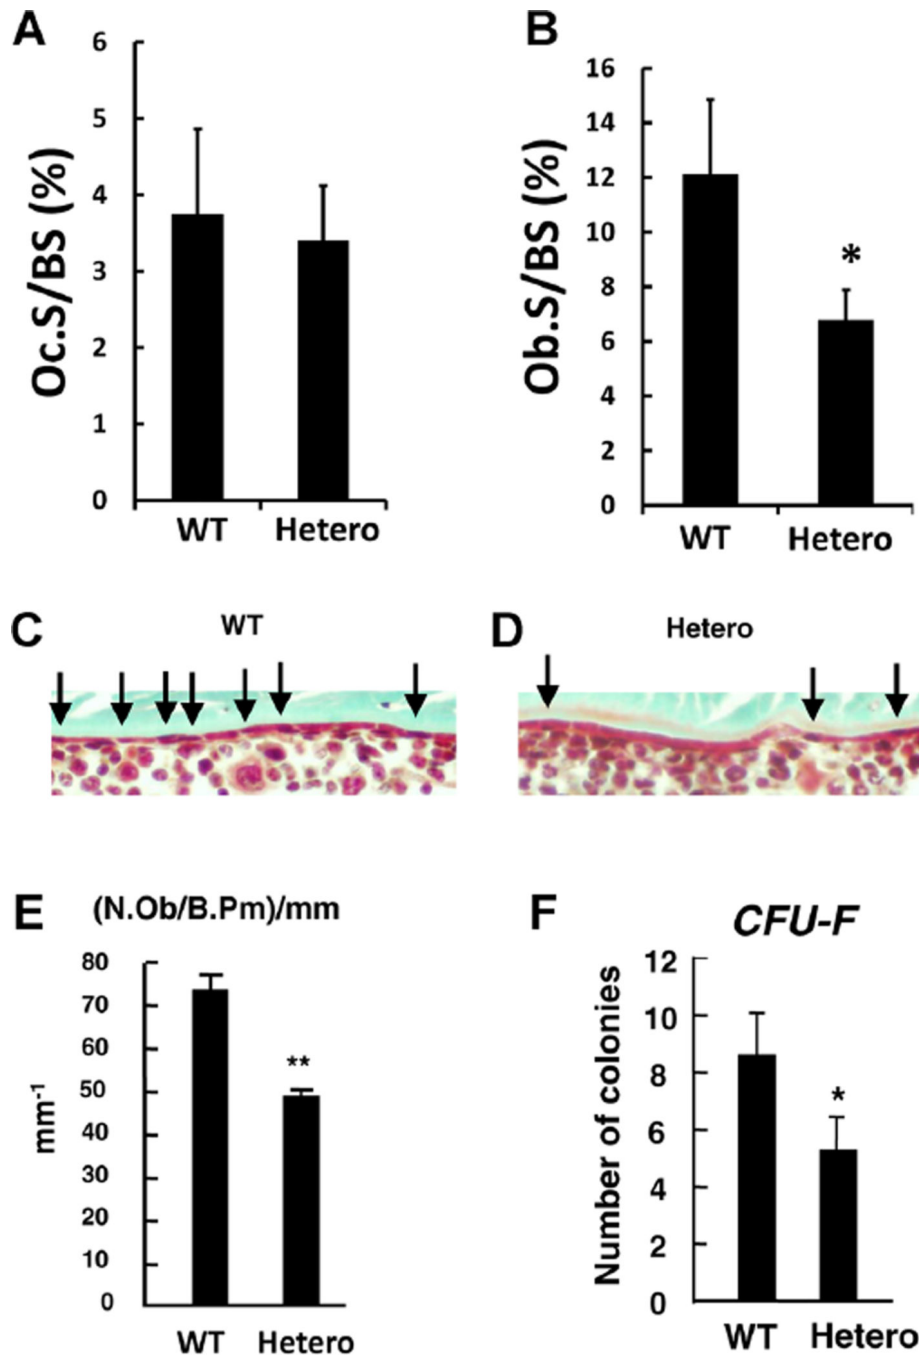 A
Oc.S/BS (%)
6
5
4
3
2
1
0
WT Hetero
B
Ob.S/BS (%)
16
14
12
10
8
6
4
2
0
*
WT Hetero
C
WT
D
Hetero
E
(N.Ob/B.Pm)/mm
mm-1
80
70
60
50
40
30
20
10
0
**
WT Hetero
F
CFU-F
Number of colonies
12
10
8
6
4
2
0
*
WT Hetero